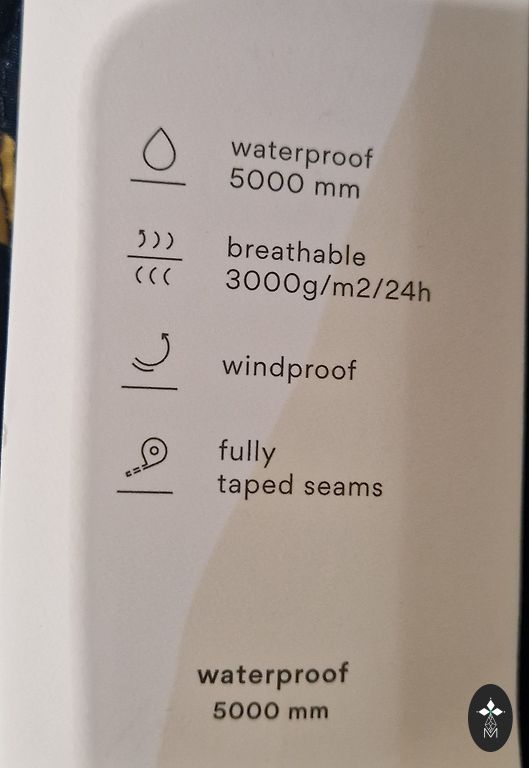 waterproof
5000 mm
breathable
3000g/m2/24h
windproof
fully
taped seams
waterproof
5000 mm